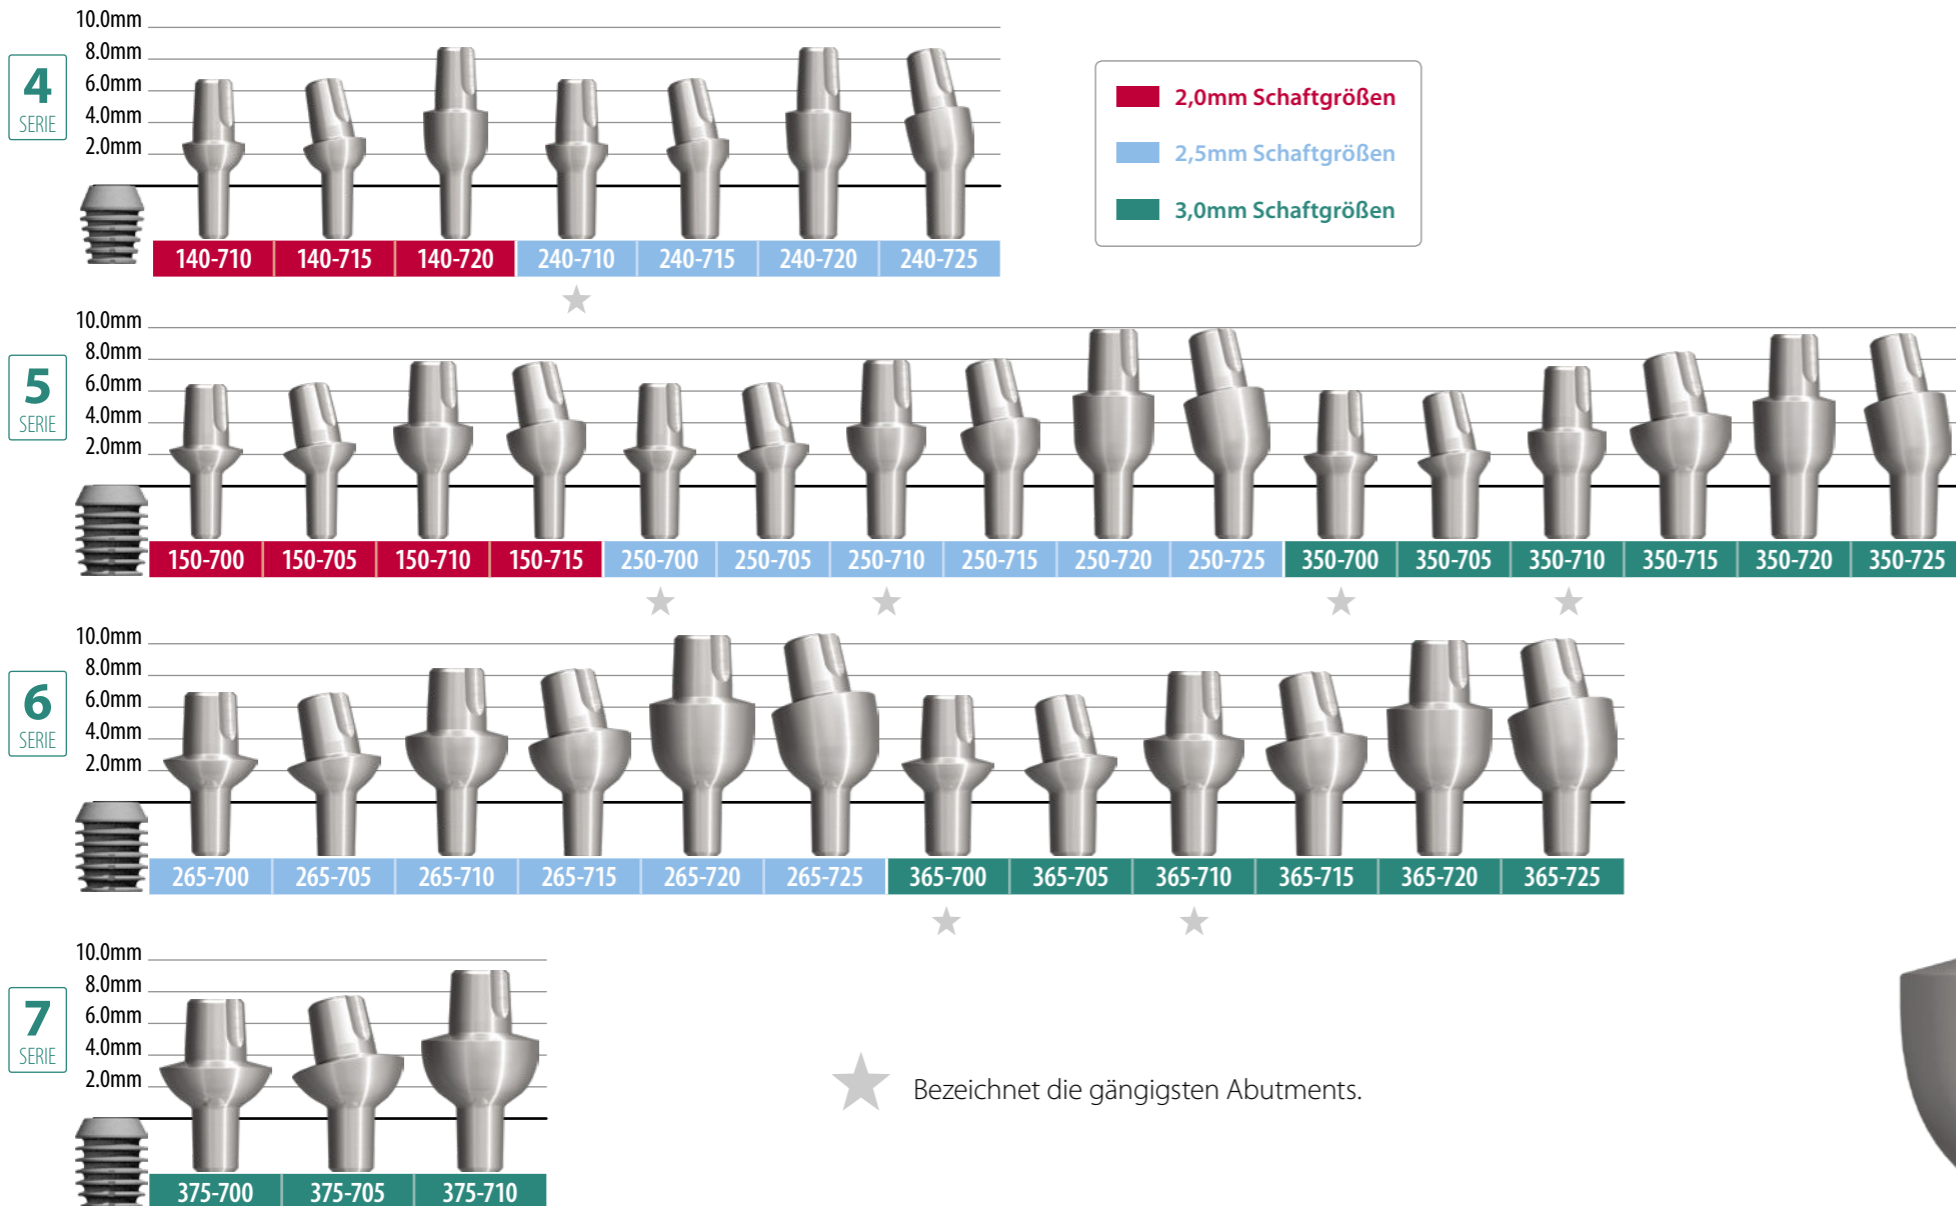 4
SERIE
10.0mm
8.0mm
6.0mm
4.0mm
2.0mm
140-710 140-715 140-720 240-710 240-715 240-720 240-725
2,0mm Schaftgrößen
2,5mm Schaftgrößen
3,0mm Schaftgrößen
5
SERIE
10.0mm
8.0mm
6.0mm
4.0mm
2.0mm
150-700 150-705 150-710 150-715 250-700 250-705 250-710 250-715 250-720 250-725 350-700 350-705 350-710 350-715 350-720 350-725
6
SERIE
10.0mm
8.0mm
6.0mm
4.0mm
2.0mm
265-700 265-705 265-710 265-715 265-720 265-725 365-700 365-705 365-710 365-715 365-720 365-725
7
SERIE
10.0mm
8.0mm
6.0mm
4.0mm
2.0mm
375-700 375-705 375-710
Bezeichnet die gängigsten Abutments.